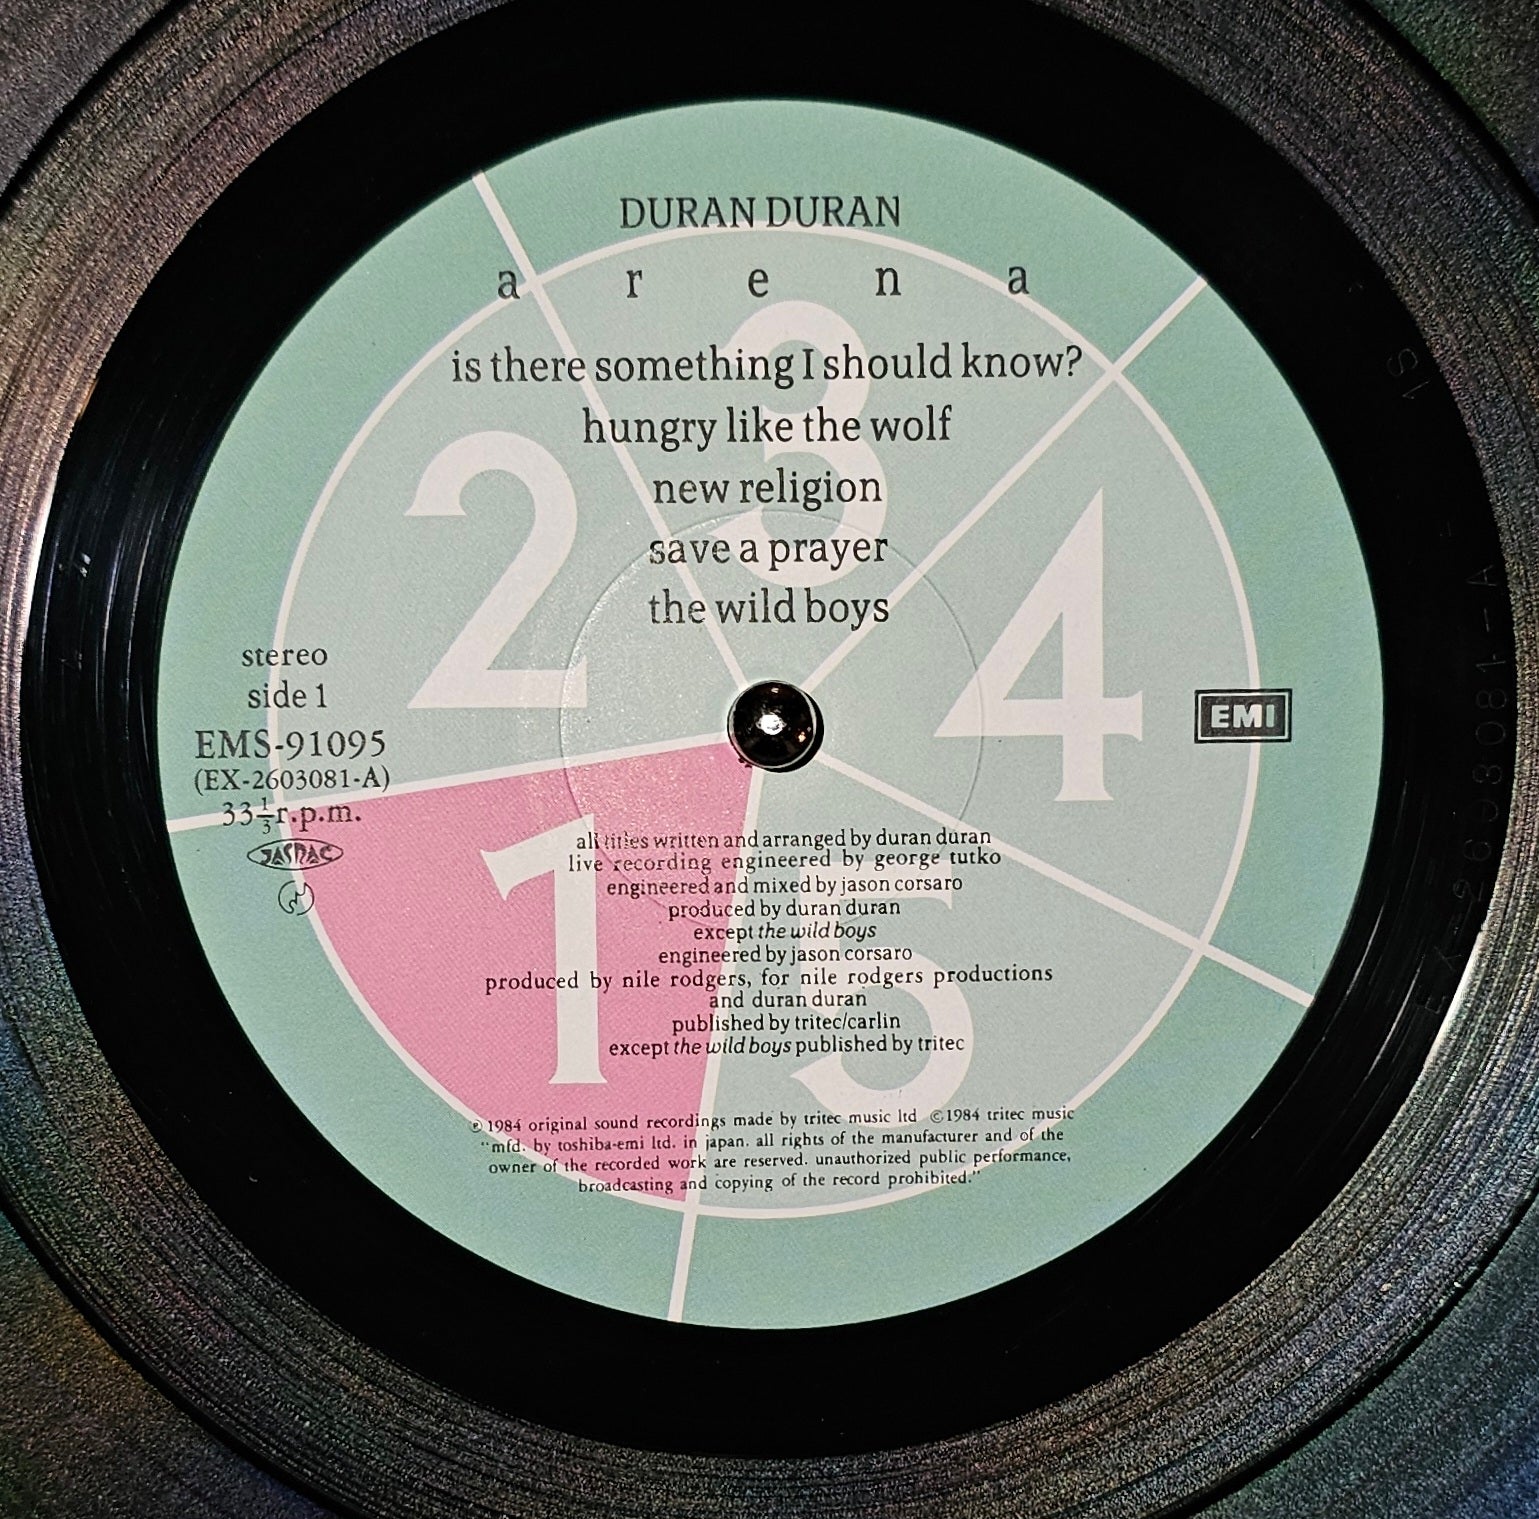 DURAN DURAN
a r e n a
is there something I should know?
hungry like the wolf
new religion
save a prayer
the wild boys
3
2
4
stereo
side 1
EMS-91095
(EX-2603081-A)
33 1/3 r.p.m.
JASRAC
EMI
1
5
all titles written and arranged by duran duran
live recording engineered by george tutko
engineered and mixed by jason corsaro
produced by duran duran
except the wild boys
engineered by jason corsaro
produced by nile rodgers, for nile rodgers productions
and duran duran
published by tritec/carlin
except the wild boys published by tritec
℗ 1984 original sound recordings made by tritec music ltd ©1984 tritec music
"mfd. by toshiba-emi ltd. in japan. all rights of the manufacturer and of the
owner of the recorded work are reserved. unauthorized public performance,
broadcasting and copying of the record prohibited."
EX-2603081-A
1S